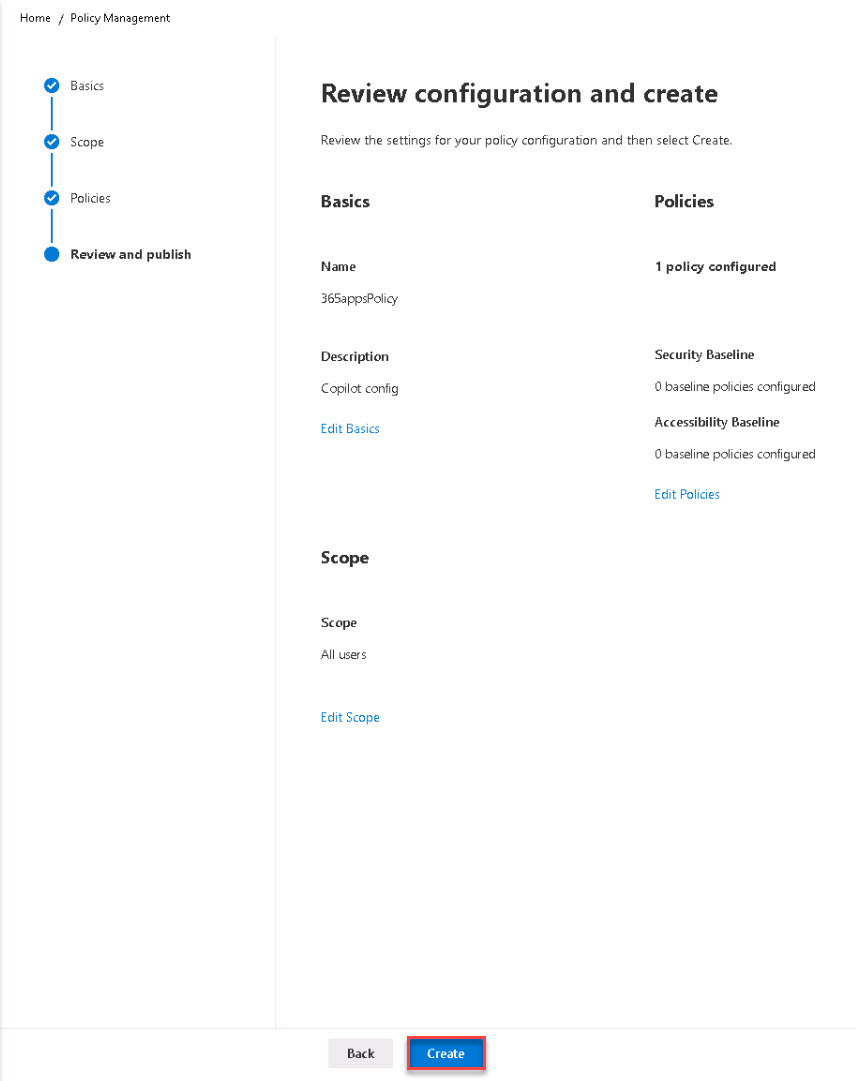 Home / Policy Management
Basics
Scope
Policies
Review and publish
Review configuration and create
Review the settings for your policy configuration and then select Create.
Basics
Name
365appsPolicy
Description
Copilot config
Edit Basics
Policies
1 policy configured
Security Baseline
0 baseline policies configured
Accessibility Baseline
0 baseline policies configured
Edit Policies
Scope
Scope
All users
Edit Scope
Back
Create